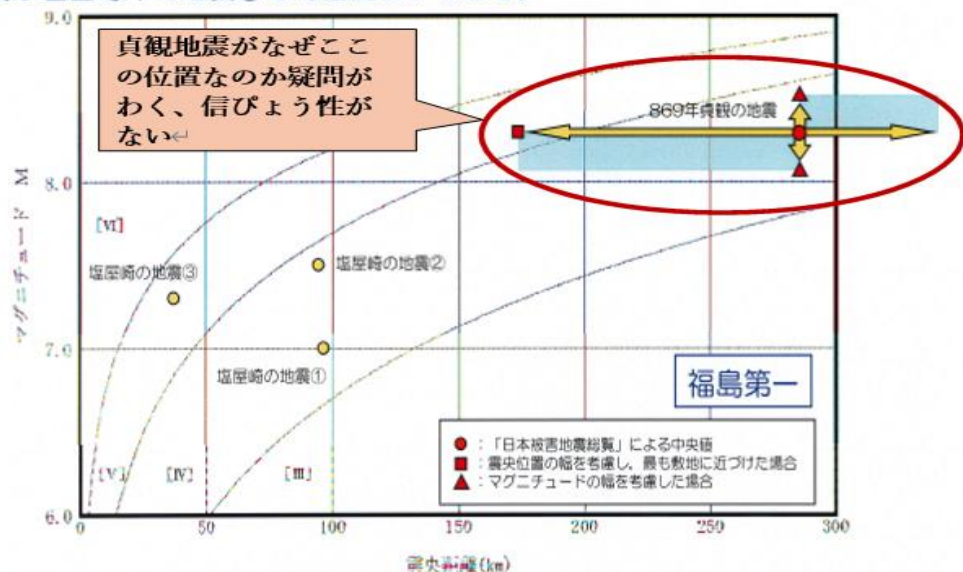 貞観地震がなぜここ
の位置なのか疑問が
わく、信ぴょう性が
ない↵
869年貞観の地震
マグニチュード M
9.0
8.0
7.0
6.0
[Ⅵ]
塩屋崎の地震③
塩屋崎の地震②
塩屋崎の地震①
福島第一
[Ⅴ]
[Ⅳ]
[Ⅲ]
●：「日本被害地震総覧」による中央値
■：震央位置の幅を考慮し、最も敷地に近づけた場合
▲：マグニチュードの幅を考慮した場合
0 50 100 150 200 250 300
震央距離(km)